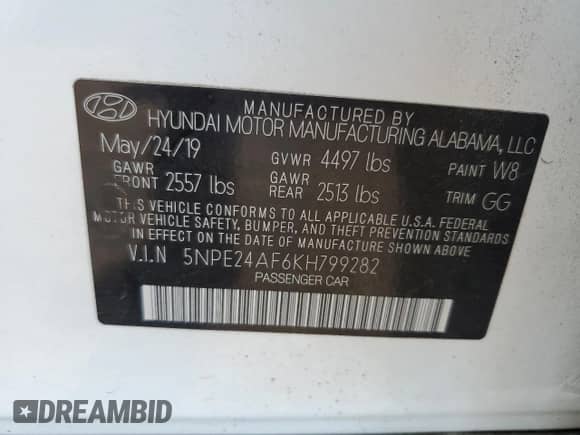 MANUFACTURED BY
HYUNDAI MOTOR MANUFACTURING ALABAMA, LLC
May/24/19 GVWR 4497 lbs PAINT W8
GAWR FRONT 2557 lbs GAWR REAR 2513 lbs TRIM GG
THIS VEHICLE CONFORMS TO ALL APPLICABLE U.S.A. FEDERAL
MOTOR VEHICLE SAFETY, BUMPER, AND THEFT PREVENTION STANDARDS
IN EFFECT ON THE DATE OF MANUFACTURE SHOWN ABOVE.
V.I.N 5NPE24AF6KH799282
PASSENGER CAR
DREAMBID